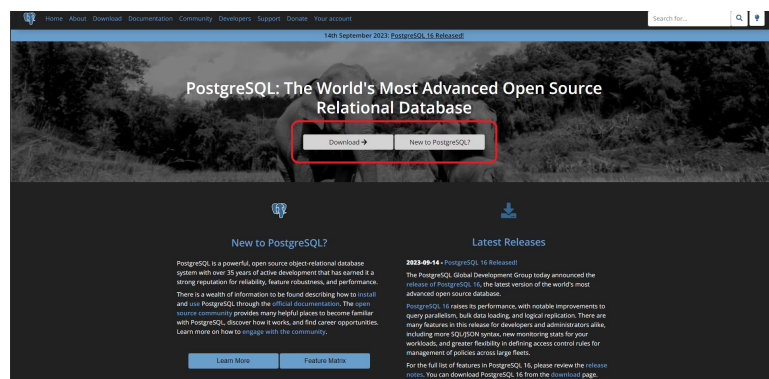 Home About Download Documentation Community Developers Support Donate Your account
Search for...
14th September 2023: PostgreSQL 16 Released!
PostgreSQL: The World's Most Advanced Open Source
Relational Database
Download → New to PostgreSQL?
New to PostgreSQL?
PostgreSQL is a powerful, open source object-relational database
system with over 35 years of active development that has earned it a
strong reputation for reliability, feature robustness, and performance.
There is a wealth of information to be found describing how to install
and use PostgreSQL through the official documentation. The open
source community provides many helpful places to become familiar
with PostgreSQL, discover how it works, and find career opportunities.
Learn more on how to engage with the community.
Learn More Feature Matrix
Latest Releases
2023-09-14 - PostgreSQL 16 Released!
The PostgreSQL Global Development Group today announced the
release of PostgreSQL 16, the latest version of the world's most
advanced open source database.
PostgreSQL 16 raises its performance, with notable improvements to
query parallelism, bulk data loading, and logical replication. There are
many features in this release for developers and administrators alike,
including more SQL/JSON syntax, new monitoring stats for your
workloads, and greater flexibility in defining access control rules for
management of policies across large fleets.
For the full list of features in PostgreSQL 16, please review the release
notes. You can download PostgreSQL 16 from the download page.